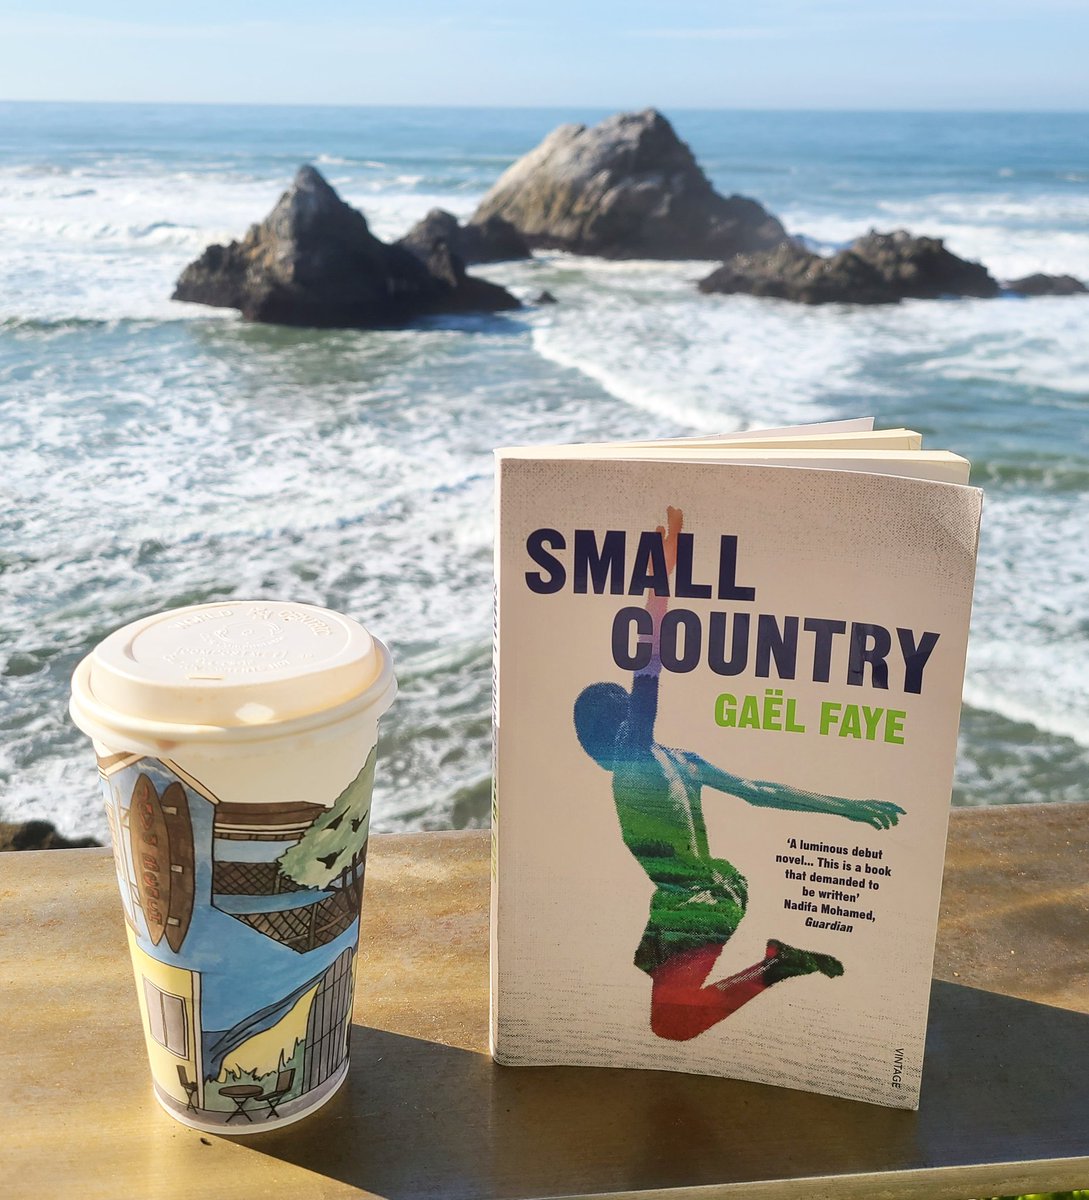 SMALL
COUNTRY
GAËL FAYE
'A luminous debut
novel... This is a book
that demanded to
be written'
Nadifa Mohamed,
Guardian
VINTAGE